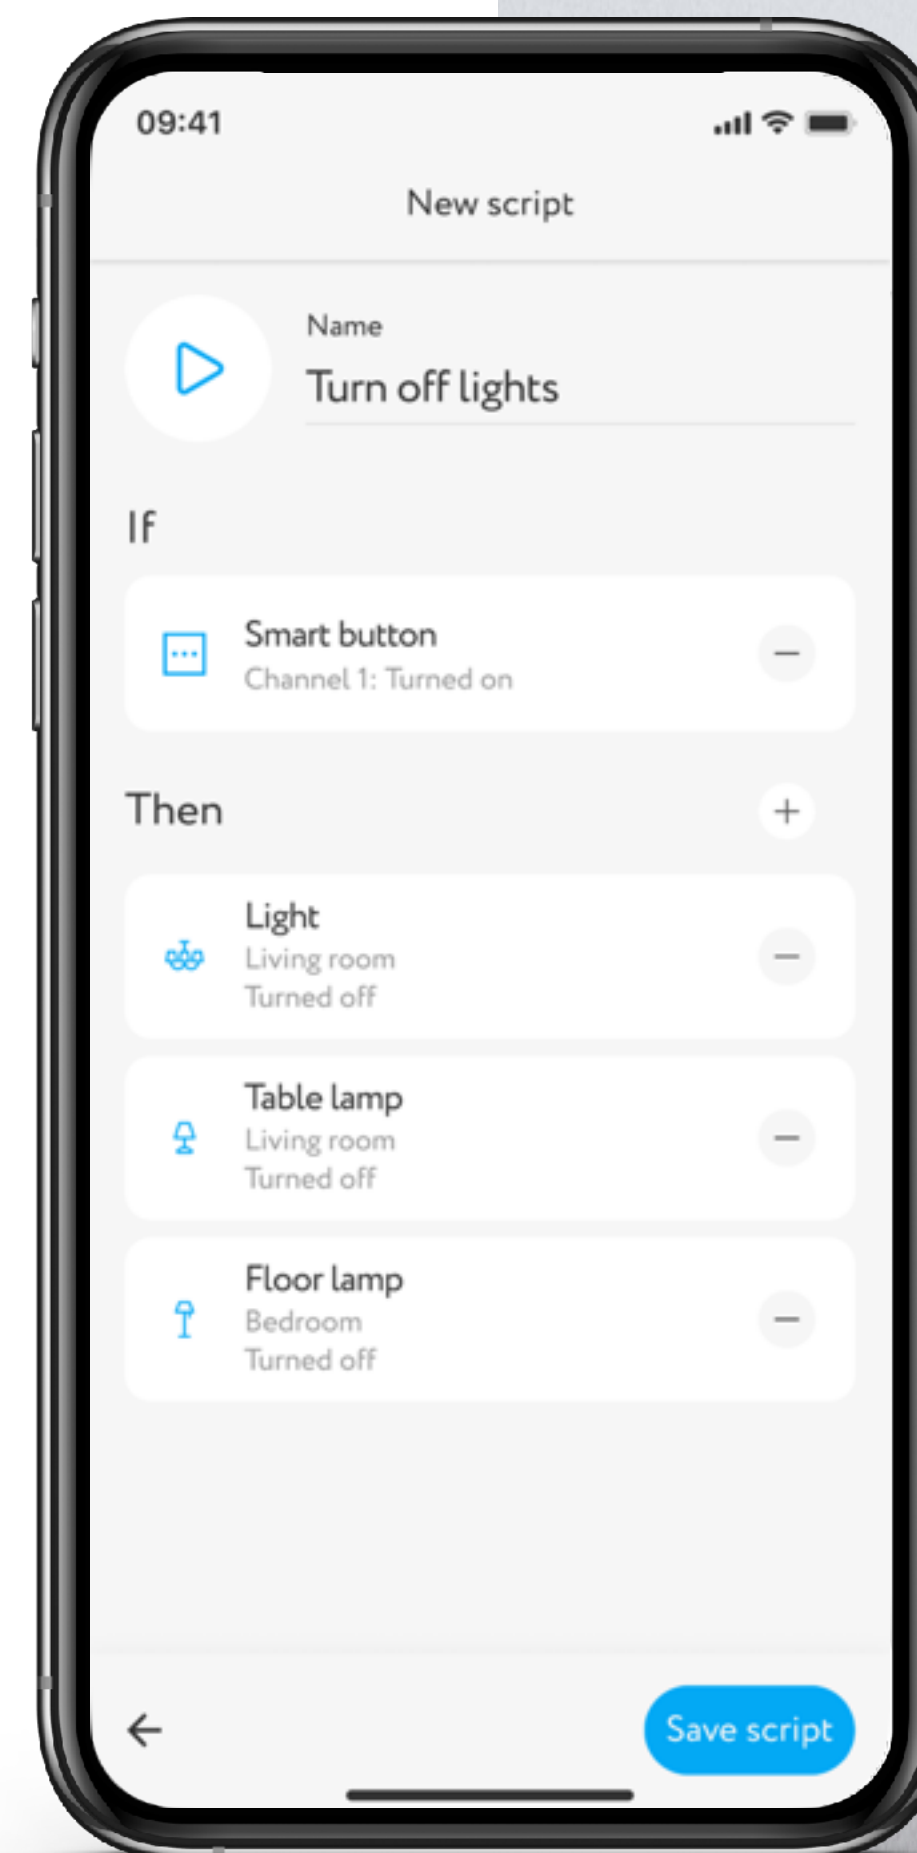 09:41
New script
Name
Turn off lights
If
Smart button
Channel 1: Turned on
Then
Light
Living room
Turned off
Table lamp
Living room
Turned off
Floor lamp
Bedroom
Turned off
Save script